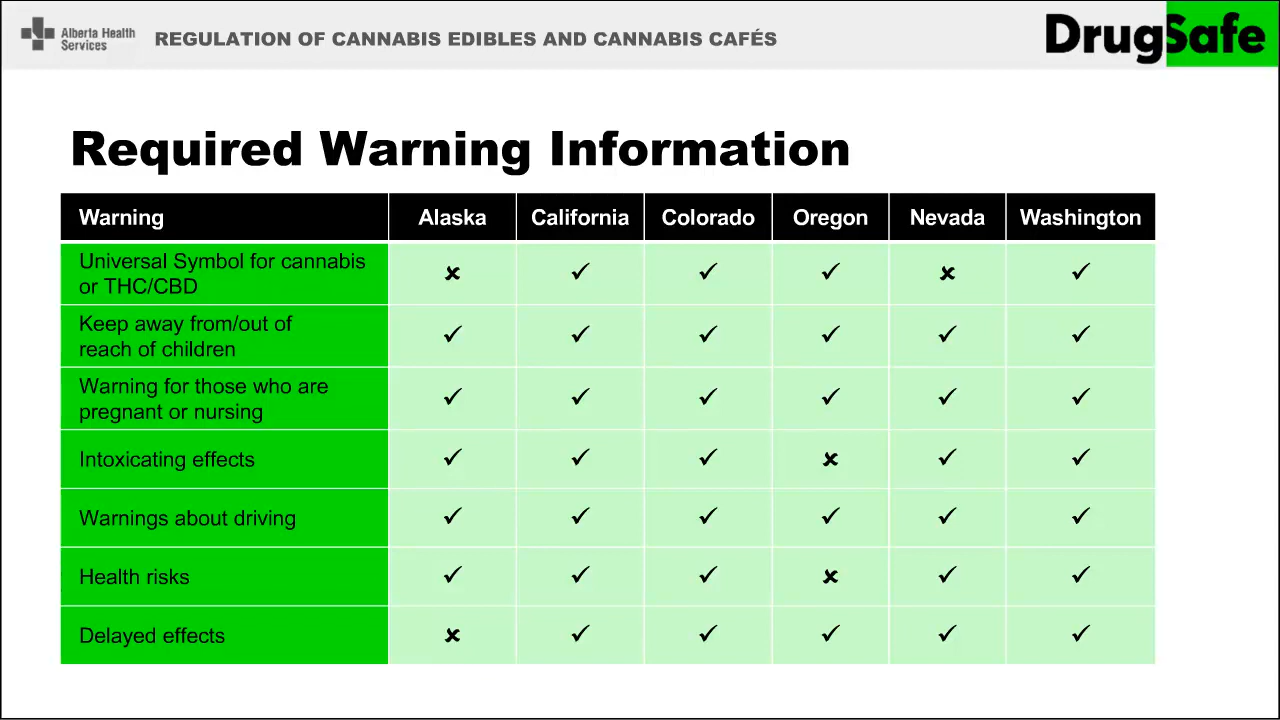 Alberta Health
Services
REGULATION OF CANNABIS EDIBLES AND CANNABIS CAFÉS
DrugSafe
Required Warning Information
Warning Alaska California Colorado Oregon Nevada Washington
Universal Symbol for cannabis
or THC/CBD ✘ ✓ ✓ ✓ ✘ ✓
Keep away from/out of
reach of children ✓ ✓ ✓ ✓ ✓ ✓
Warning for those who are
pregnant or nursing ✓ ✓ ✓ ✓ ✓ ✓
Intoxicating effects ✓ ✓ ✓ ✘ ✓ ✓
Warnings about driving ✓ ✓ ✓ ✓ ✓ ✓
Health risks ✓ ✓ ✓ ✘ ✓ ✓
Delayed effects ✘ ✓ ✓ ✓ ✓ ✓